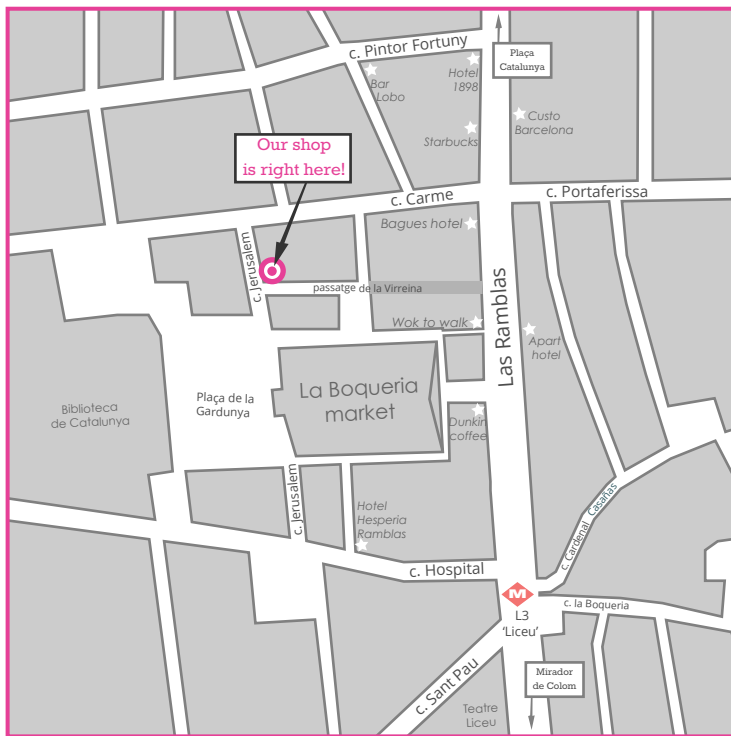 c. Pintor Fortuny
Plaça
Catalunya
Hotel
1898
Bar
Lobo
Custo
Barcelona
Starbucks
Our shop
is right here!
c. Portaferissa
c. Carme
Bagues hotel
c. Jerusalem
passatge de la Virreina
Las Ramblas
Wok to walk
Apart
hotel
La Boqueria
market
Plaça de la
Gardunya
Biblioteca
de Catalunya
Dunkin
coffee
c. Jerusalem
c. Cardenal Casañas
Hotel
Hesperia
Ramblas
c. Hospital
M
L3
'Liceu'
c. la Boqueria
c. Sant Pau
Mirador
de Colom
Teatre
Liceu